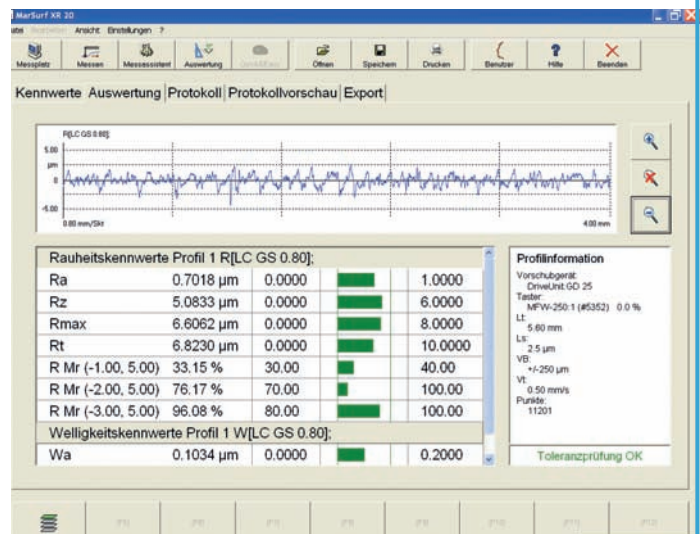 MarSurf XR 20
Ansicht Einstellungen ?
Messplatz Messen Messassistent Auswertung Öffnen Speichern Drucken Benutzer Hilfe Beenden
Kennwerte Auswertung Protokoll Protokollvorschau Export
R[LC GS 0.80];
5.00
µm
0
-5.00
0.80 mm/Skt 4.00 mm
Rauheitskennwerte Profil 1 R[LC GS 0.80];
Ra 0.7018 µm 0.0000 1.0000
Rz 5.0833 µm 0.0000 6.0000
Rmax 6.6062 µm 0.0000 8.0000
Rt 6.8230 µm 0.0000 10.0000
R Mr (-1.00, 5.00) 33.15 % 30.00 40.00
R Mr (-2.00, 5.00) 76.17 % 70.00 100.00
R Mr (-3.00, 5.00) 96.08 % 80.00 100.00
Welligkeitskennwerte Profil 1 W[LC GS 0.80];
Wa 0.1034 µm 0.0000 0.2000
Profilinformation
Vorschubgerät:
DriveUnit GD 25
Taster:
MFW-250:1 (#5352) 0.0 %
Lt:
5.60 mm
Ls:
2.5 µm
VB:
+/-250 µm
Vt:
0.50 mm/s
Punkte:
11201
Toleranzprüfung OK